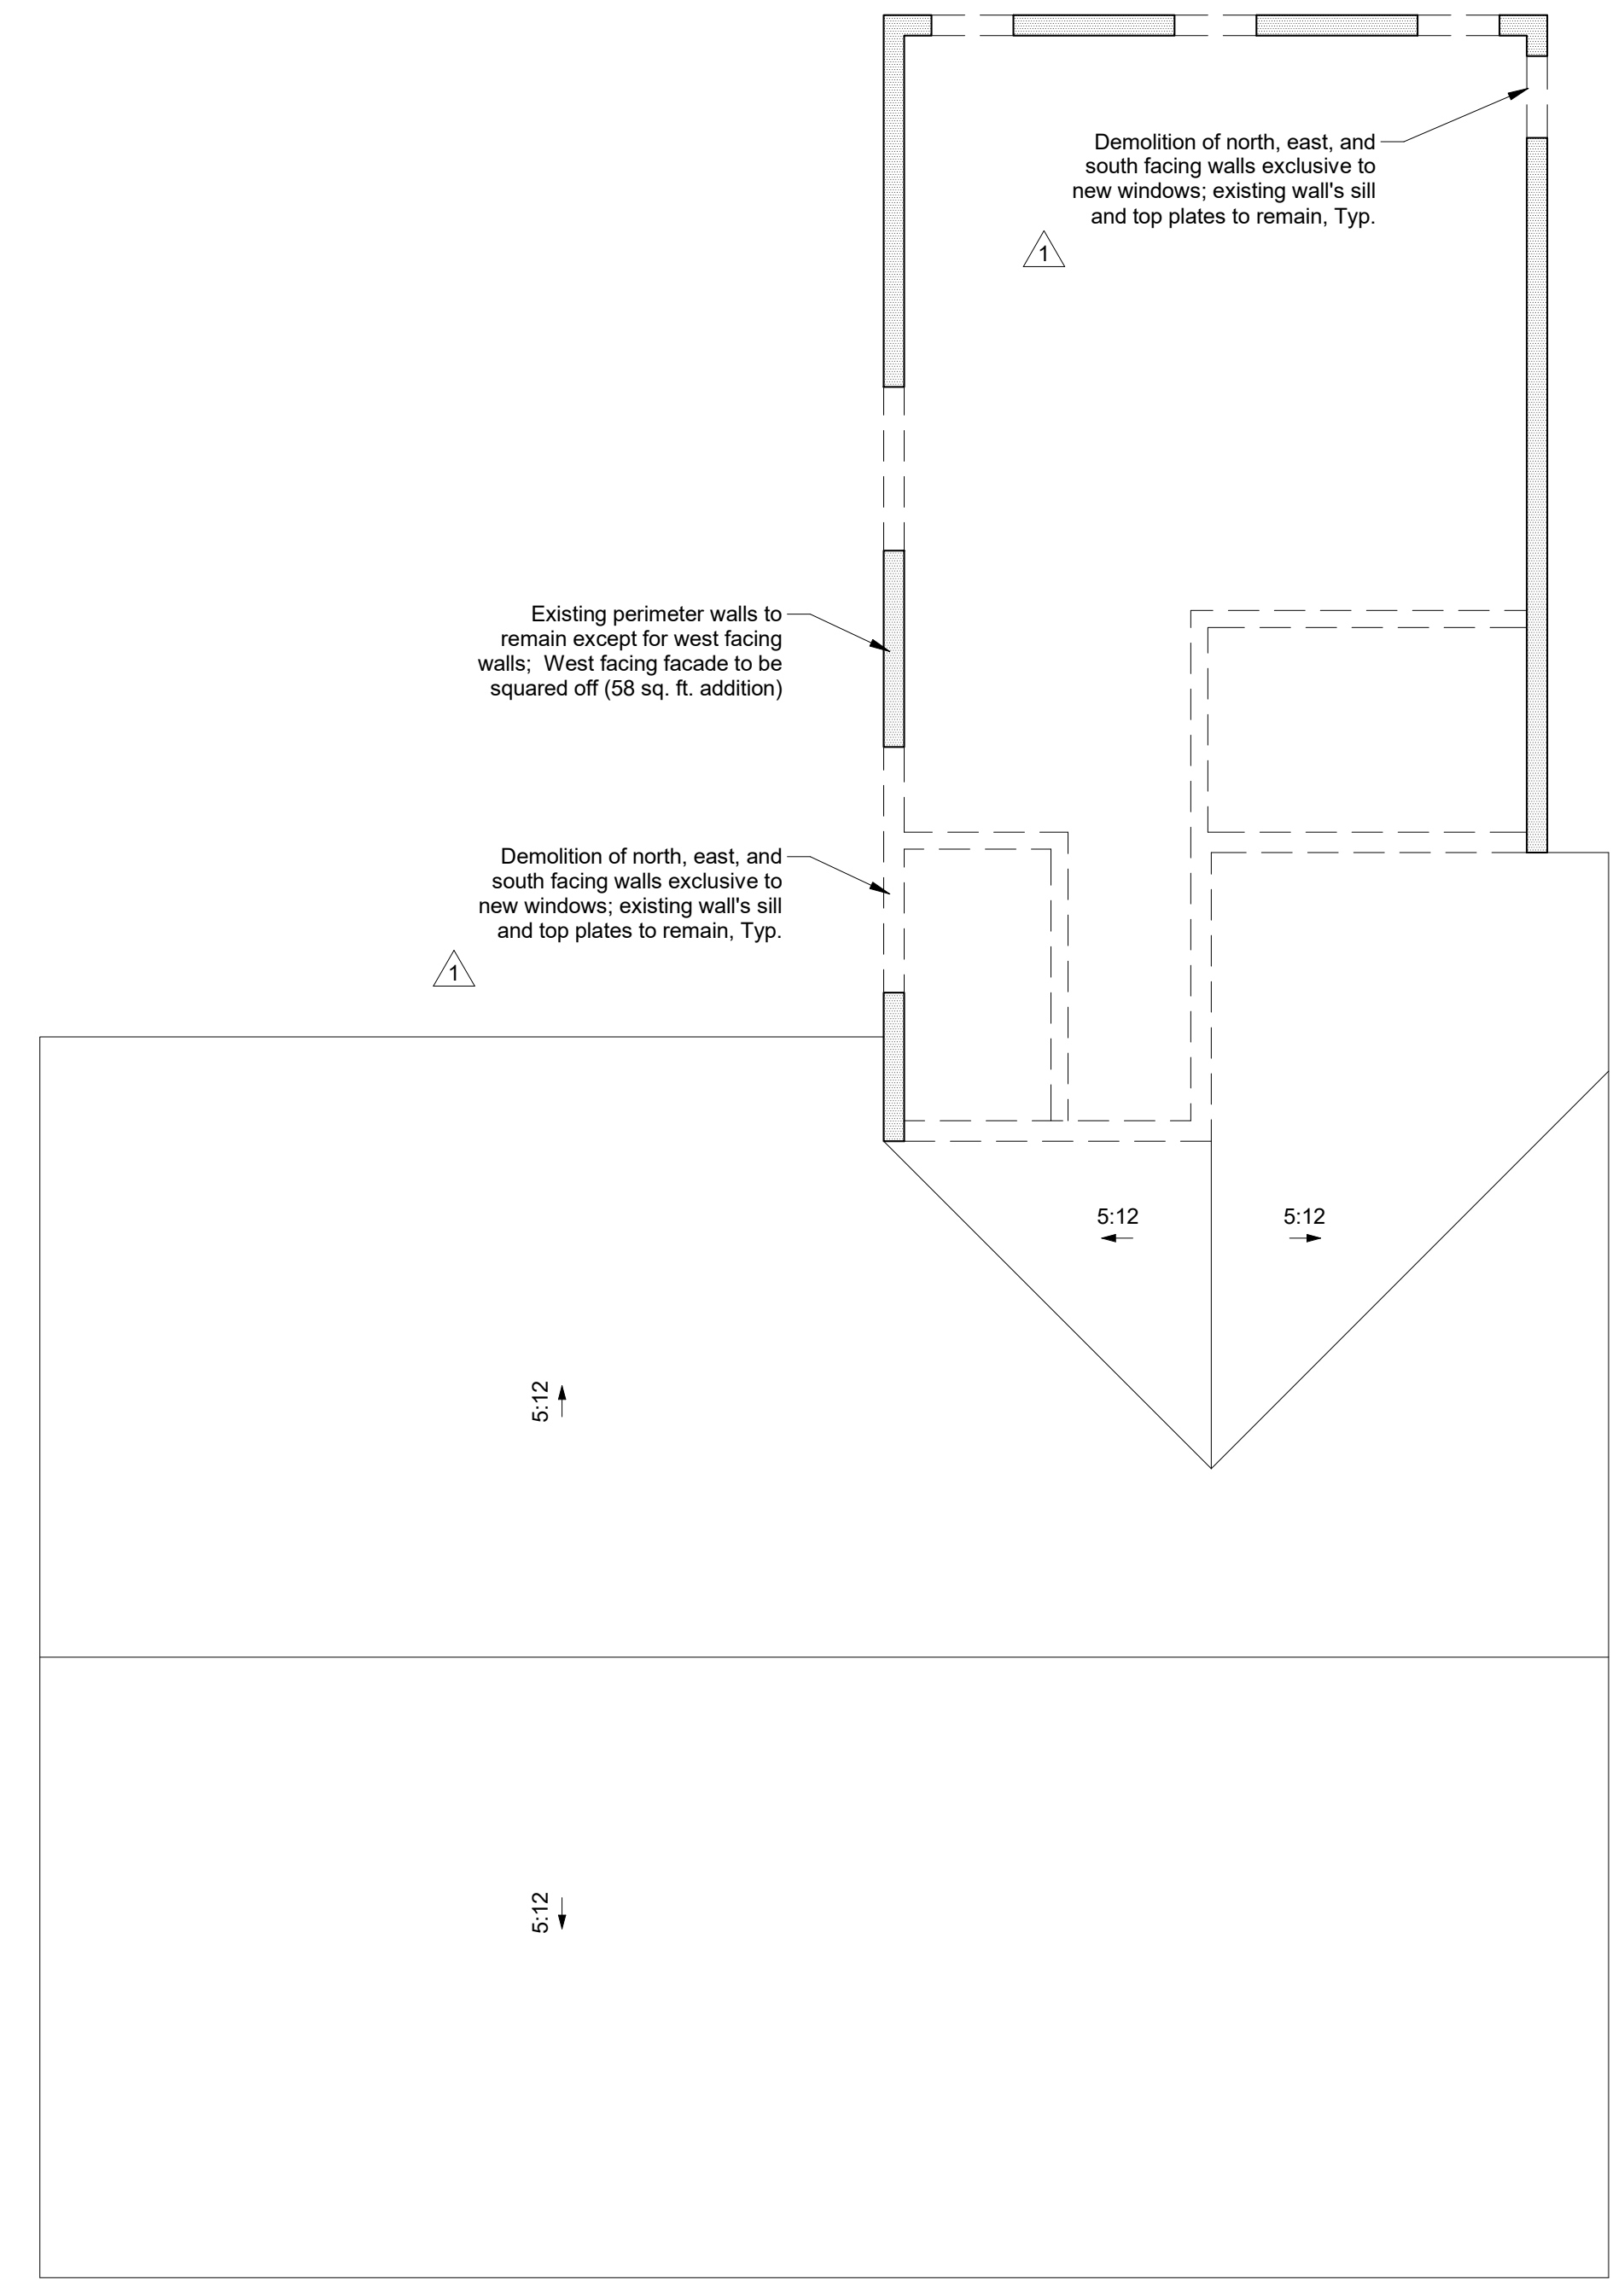 Demolition of north, east, and
south facing walls exclusive to
new windows; existing wall's sill
and top plates to remain, Typ.
1
Existing perimeter walls to
remain except for west facing
walls;  West facing facade to be
squared off (58 sq. ft. addition)
Demolition of north, east, and
south facing walls exclusive to
new windows; existing wall's sill
and top plates to remain, Typ.
1
5:12
5:12
5:12
5:12